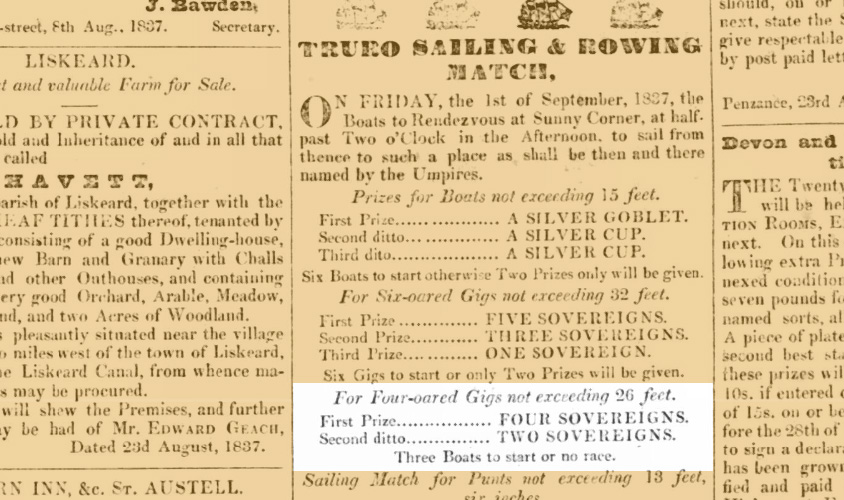 J. Bawden,
-street, 8th Aug., 1837. Secretary.
LISKEARD.
t and valuable Farm for Sale.
LD BY PRIVATE CONTRACT,
old and Inheritance of and in all that
called
HAVETT,
arish of Liskeard, together with the
HEAF TITHES thereof, tenanted by
consisting of a good Dwelling-house,
new Barn and Granary with Challs
nd other Outhouses, and containing
ery good Orchard, Arable, Meadow,
nd, and two Acres of Woodland.
s pleasantly situated near the village
o miles west of the town of Liskeard,
he Liskeard Canal, from whence ma-
s may be procured.
will shew the Premises, and further
ay be had of Mr. EDWARD GEACH,
Dated 23d August, 1837.
RN INN, &c. ST. AUSTELL.
TRURO SAILING & ROWING
MATCH,
ON FRIDAY, the 1st of September, 1837, the
Boats to Rendezvous at Sunny Corner, at half-
past Two o'Clock in the Afternoon, to sail from
thence to such a place as shall be then and there
named by the Umpires.
Prizes for Boats not exceeding 15 feet.
First Prize.................. A SILVER GOBLET.
Second ditto... ............ A SILVER CUP.
Third ditto................ A SILVER CUP.
Six Boats to start otherwise Two Prizes only will be given.
For Six-oared Gigs not exceeding 32 feet.
First Prize .............. FIVE SOVEREIGNS.
Second Prize............. THREE SOVEREIGNS.
Third Prize.............. ONE SOVEREIGN.
Six Gigs to start or only Two Prizes will be given.
For Four-oared Gigs not exceeding 26 feet.
First Prize................. FOUR SOVEREIGNS.
Second ditto............... TWO SOVEREIGNS.
Three Boats to start or no race.
Sailing Match for Punts not exceeding 13 feet,
six inches
should, on or
next, state the S
give respectable
by post paid lett
Penzance, 23rd A
Devon and
ti
THE Twenty
will be hel
TION ROOMS, E
next. On this
lowing extra Pr
nexed condition
seven pounds fo
named sorts, al
A piece of plate
second best sta
these prizes wil
10s. if entered o
of 15s. on or be
fore the 28th of
to sign a declara
has been grown
fied and paid